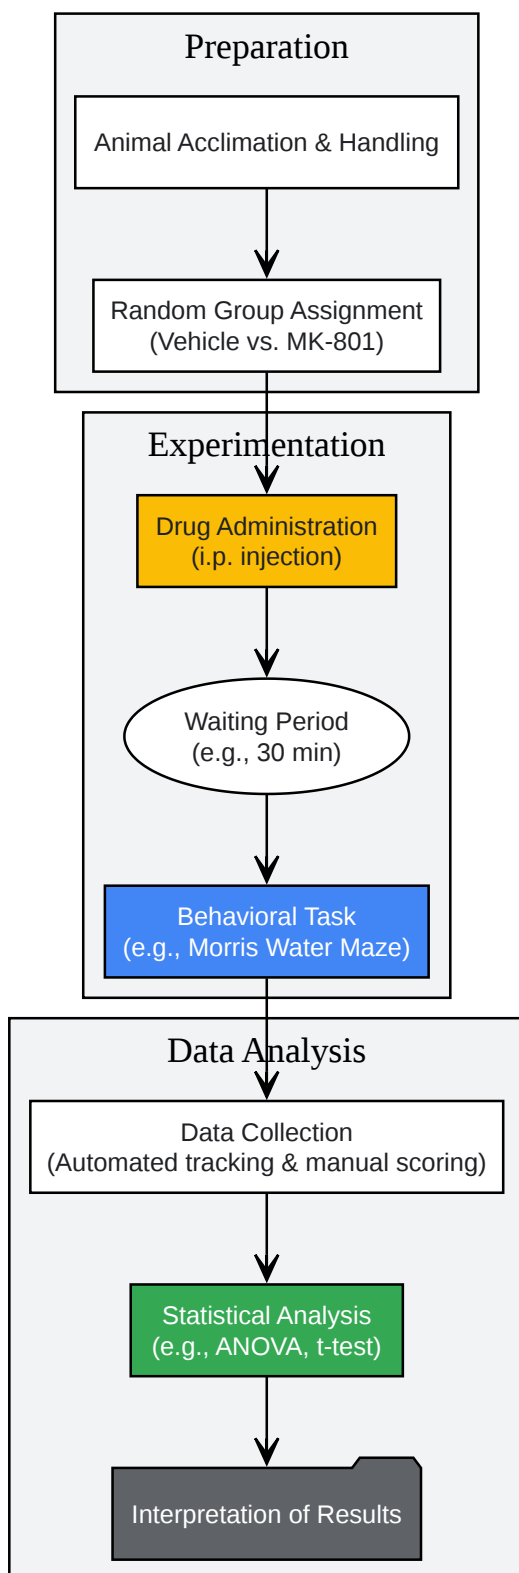 Preparation
Animal Acclimation & Handling
Random Group Assignment
(Vehicle vs. MK-801)
Experimentation
Drug Administration
(i.p. injection)
Waiting Period
(e.g., 30 min)
Behavioral Task
(e.g., Morris Water Maze)
Data Analysis
Data Collection
(Automated tracking & manual scoring)
Statistical Analysis
(e.g., ANOVA, t-test)
Interpretation of Results